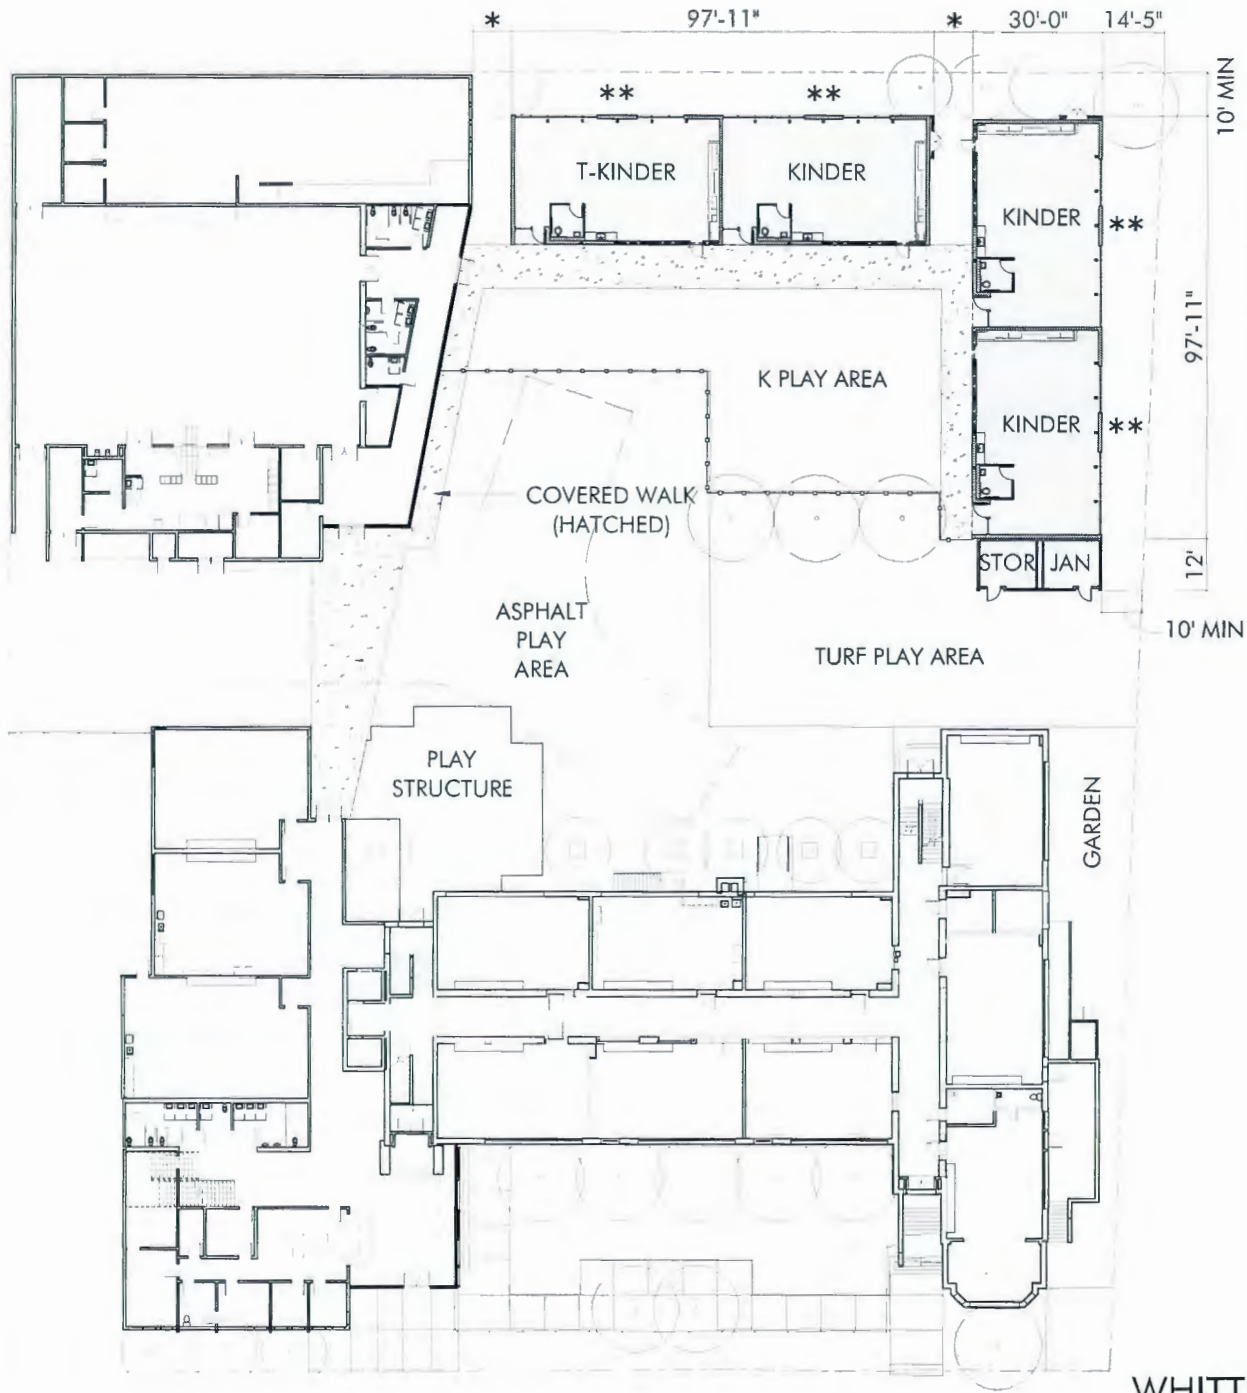 * 97'-11" * 30'-0" 14'-5"
10' MIN
** **
T-KINDER KINDER
KINDER **
97'-11"
K PLAY AREA
KINDER **
COVERED WALK
(HATCHED)
STOR JAN 12'
ASPHALT
PLAY
AREA
10' MIN
TURF PLAY AREA
PLAY
STRUCTURE
GARDEN
WHITT